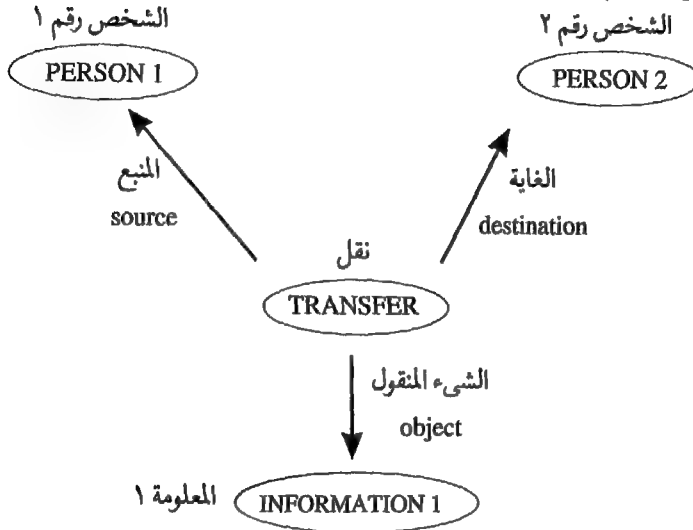 الشخص رقم ١
الشخص رقم ٢
PERSON 1
PERSON 2
المنبع
source
الغاية
destination
نقل
TRANSFER
الشىء المنقول
object
المعلومة ١
INFORMATION 1